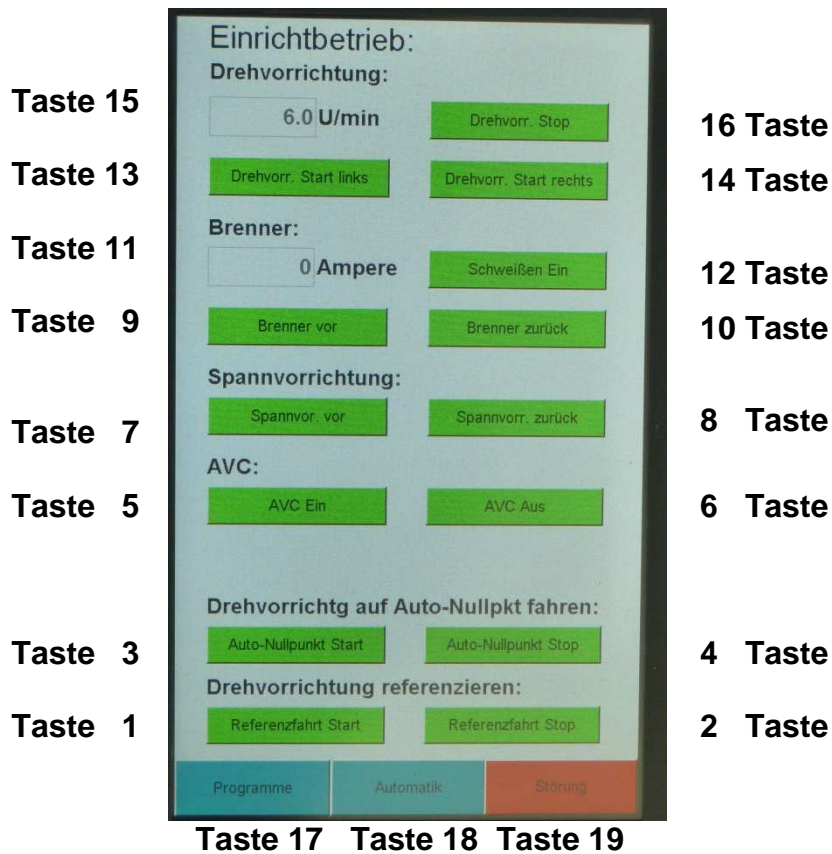 Einrichtbetrieb:
Drehvorrichtung:
Taste 15 6.0 U/min Drehvorr. Stop 16 Taste
Taste 13 Drehvorr. Start links Drehvorr. Start rechts 14 Taste
Brenner:
Taste 11 0 Ampere Schweißen Ein 12 Taste
Taste 9 Brenner vor Brenner zurück 10 Taste
Spannvorrichtung:
Taste 7 Spannvor. vor Spannvorr. zurück 8 Taste
AVC:
Taste 5 AVC Ein AVC Aus 6 Taste
Drehvorrichtg auf Auto-Nullpkt fahren:
Taste 3 Auto-Nullpunkt Start Auto-Nullpunkt Stop 4 Taste
Drehvorrichtung referenzieren:
Taste 1 Referenzfahrt Start Referenzfahrt Stop 2 Taste
Programme Automatik Störung
Taste 17 Taste 18 Taste 19